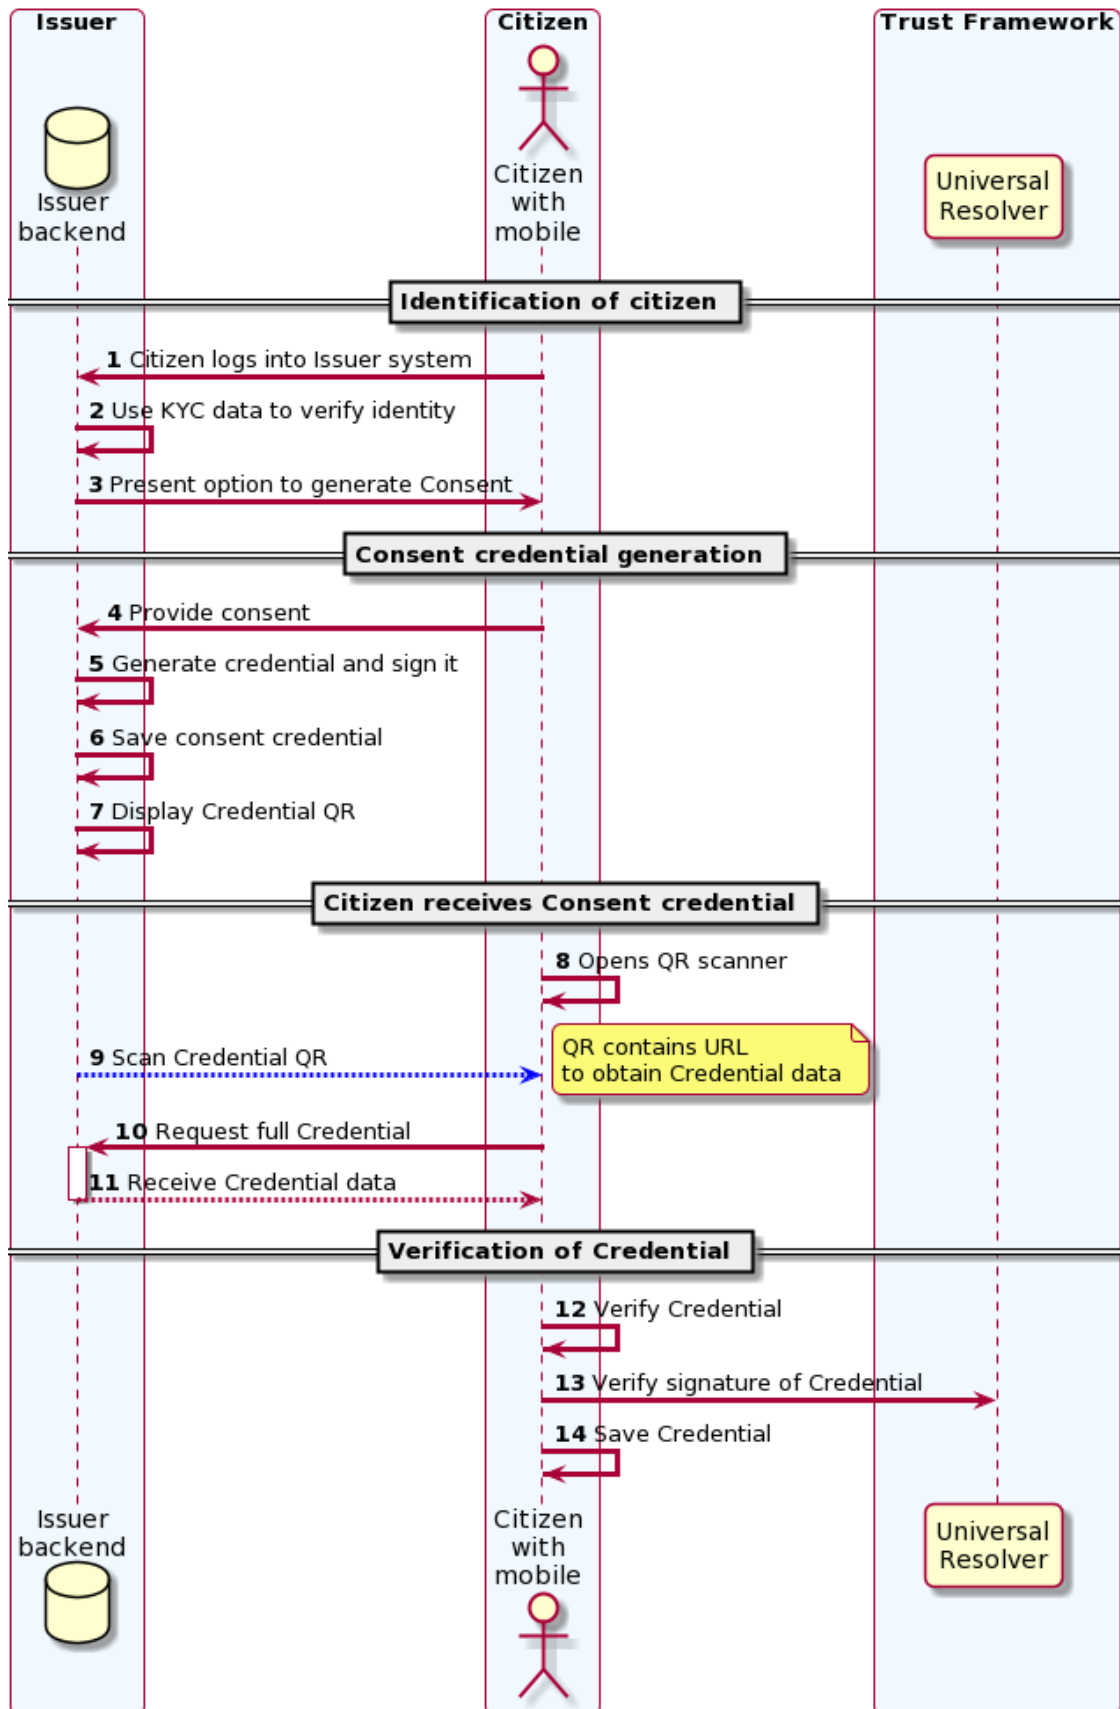 Issuer
Citizen
Trust Framework
Issuer
backend
Citizen
with
mobile
Universal
Resolver
Identification of citizen
1 Citizen logs into Issuer system
2 Use KYC data to verify identity
3 Present option to generate Consent
Consent credential generation
4 Provide consent
5 Generate credential and sign it
6 Save consent credential
7 Display Credential QR
Citizen receives Consent credential
8 Opens QR scanner
9 Scan Credential QR
QR contains URL
to obtain Credential data
10 Request full Credential
11 Receive Credential data
Verification of Credential
12 Verify Credential
13 Verify signature of Credential
14 Save Credential
Issuer
backend
Citizen
with
mobile
Universal
Resolver